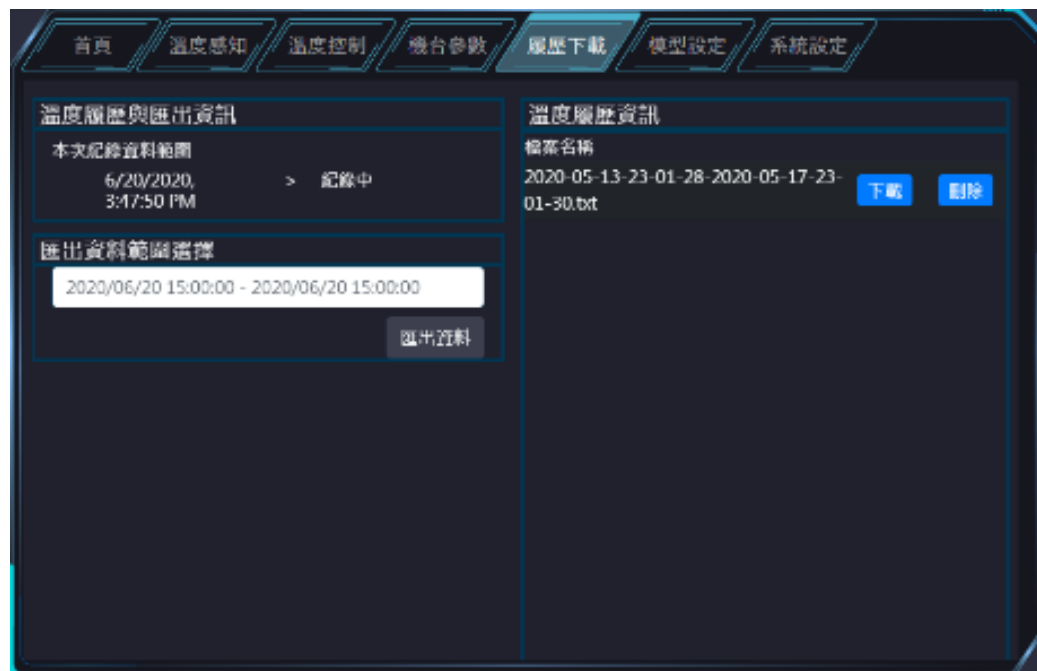 首頁 溫度感知 溫度控制 機台參數 履歷下載 模型設定 系統設定
溫度履歷與匯出資訊
本次紀錄資料範圍
6/20/2020,
3:47:50 PM
> 紀錄中
匯出資料範圍選擇
2020/06/20 15:00:00 - 2020/06/20 15:00:00
匯出資料
溫度履歷資訊
檔案名稱
2020-05-13-23-01-28-2020-05-17-23-
01-30.txt
下載 刪除